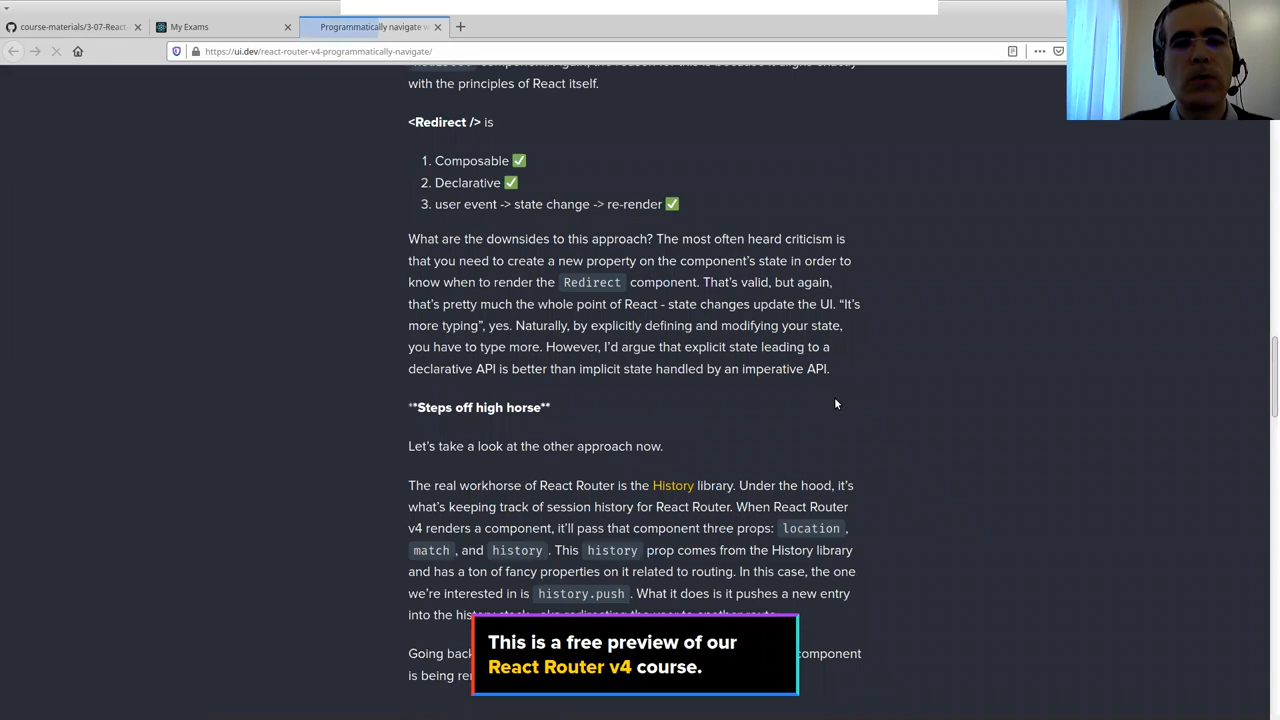 course-materials/3-07-React
My Exams
Programmatically navigate
https://ui.dev/react-router-v4-programmatically-navigate/
with the principles of React itself.
<Redirect /> is
1. Composable ✅
2. Declarative ✅
3. user event -> state change -> re-render ✅
What are the downsides to this approach? The most often heard criticism is
that you need to create a new property on the component’s state in order to
know when to render the Redirect component. That’s valid, but again,
that’s pretty much the whole point of React - state changes update the UI. “It’s
more typing”, yes. Naturally, by explicitly defining and modifying your state,
you have to type more. However, I’d argue that explicit state leading to a
declarative API is better than implicit state handled by an imperative API.
**Steps off high horse**
Let’s take a look at the other approach now.
The real workhorse of React Router is the History library. Under the hood, it’s
what’s keeping track of session history for React Router. When React Router
v4 renders a component, it’ll pass that component three props: location,
match, and history. This history prop comes from the History library
and has a ton of fancy properties on it related to routing. In this case, the one
we’re interested in is history.push. What it does is it pushes a new entry
into the
Going back component
is being
This is a free preview of our
React Router v4 course.